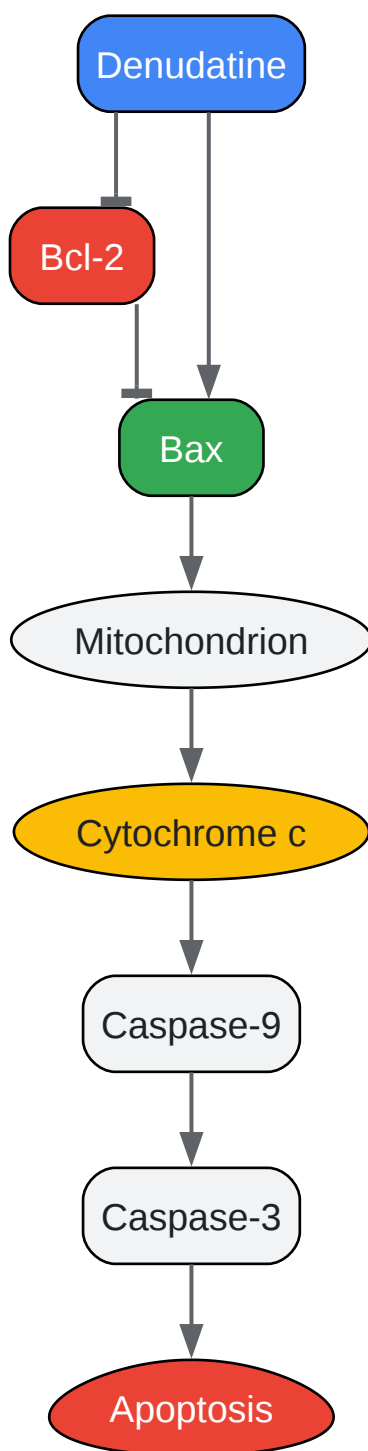 Denudatine
Bcl-2
Bax
Mitochondrion
Cytochrome c
Caspase-9
Caspase-3
Apoptosis